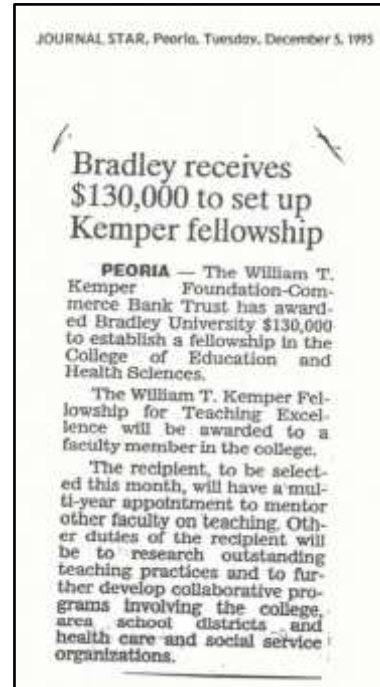 JOURNAL STAR, Peoria, Tuesday, December 5, 1995
Bradley receives
$130,000 to set up
Kemper fellowship
PEORIA — The William T.
Kemper Foundation-Com-
merce Bank Trust has award-
ed Bradley University $130,000
to establish a fellowship in the
College of Education and
Health Sciences.
The William T. Kemper Fel-
lowship for Teaching Excel-
lence will be awarded to a
faculty member in the college.
The recipient, to be select-
ed this month, will have a mul-
ti-year appointment to mentor
other faculty on teaching. Oth-
er duties of the recipient will
be to research outstanding
teaching practices and to fur-
ther develop collaborative pro-
grams involving the college,
area school districts and
health care and social service
organizations.